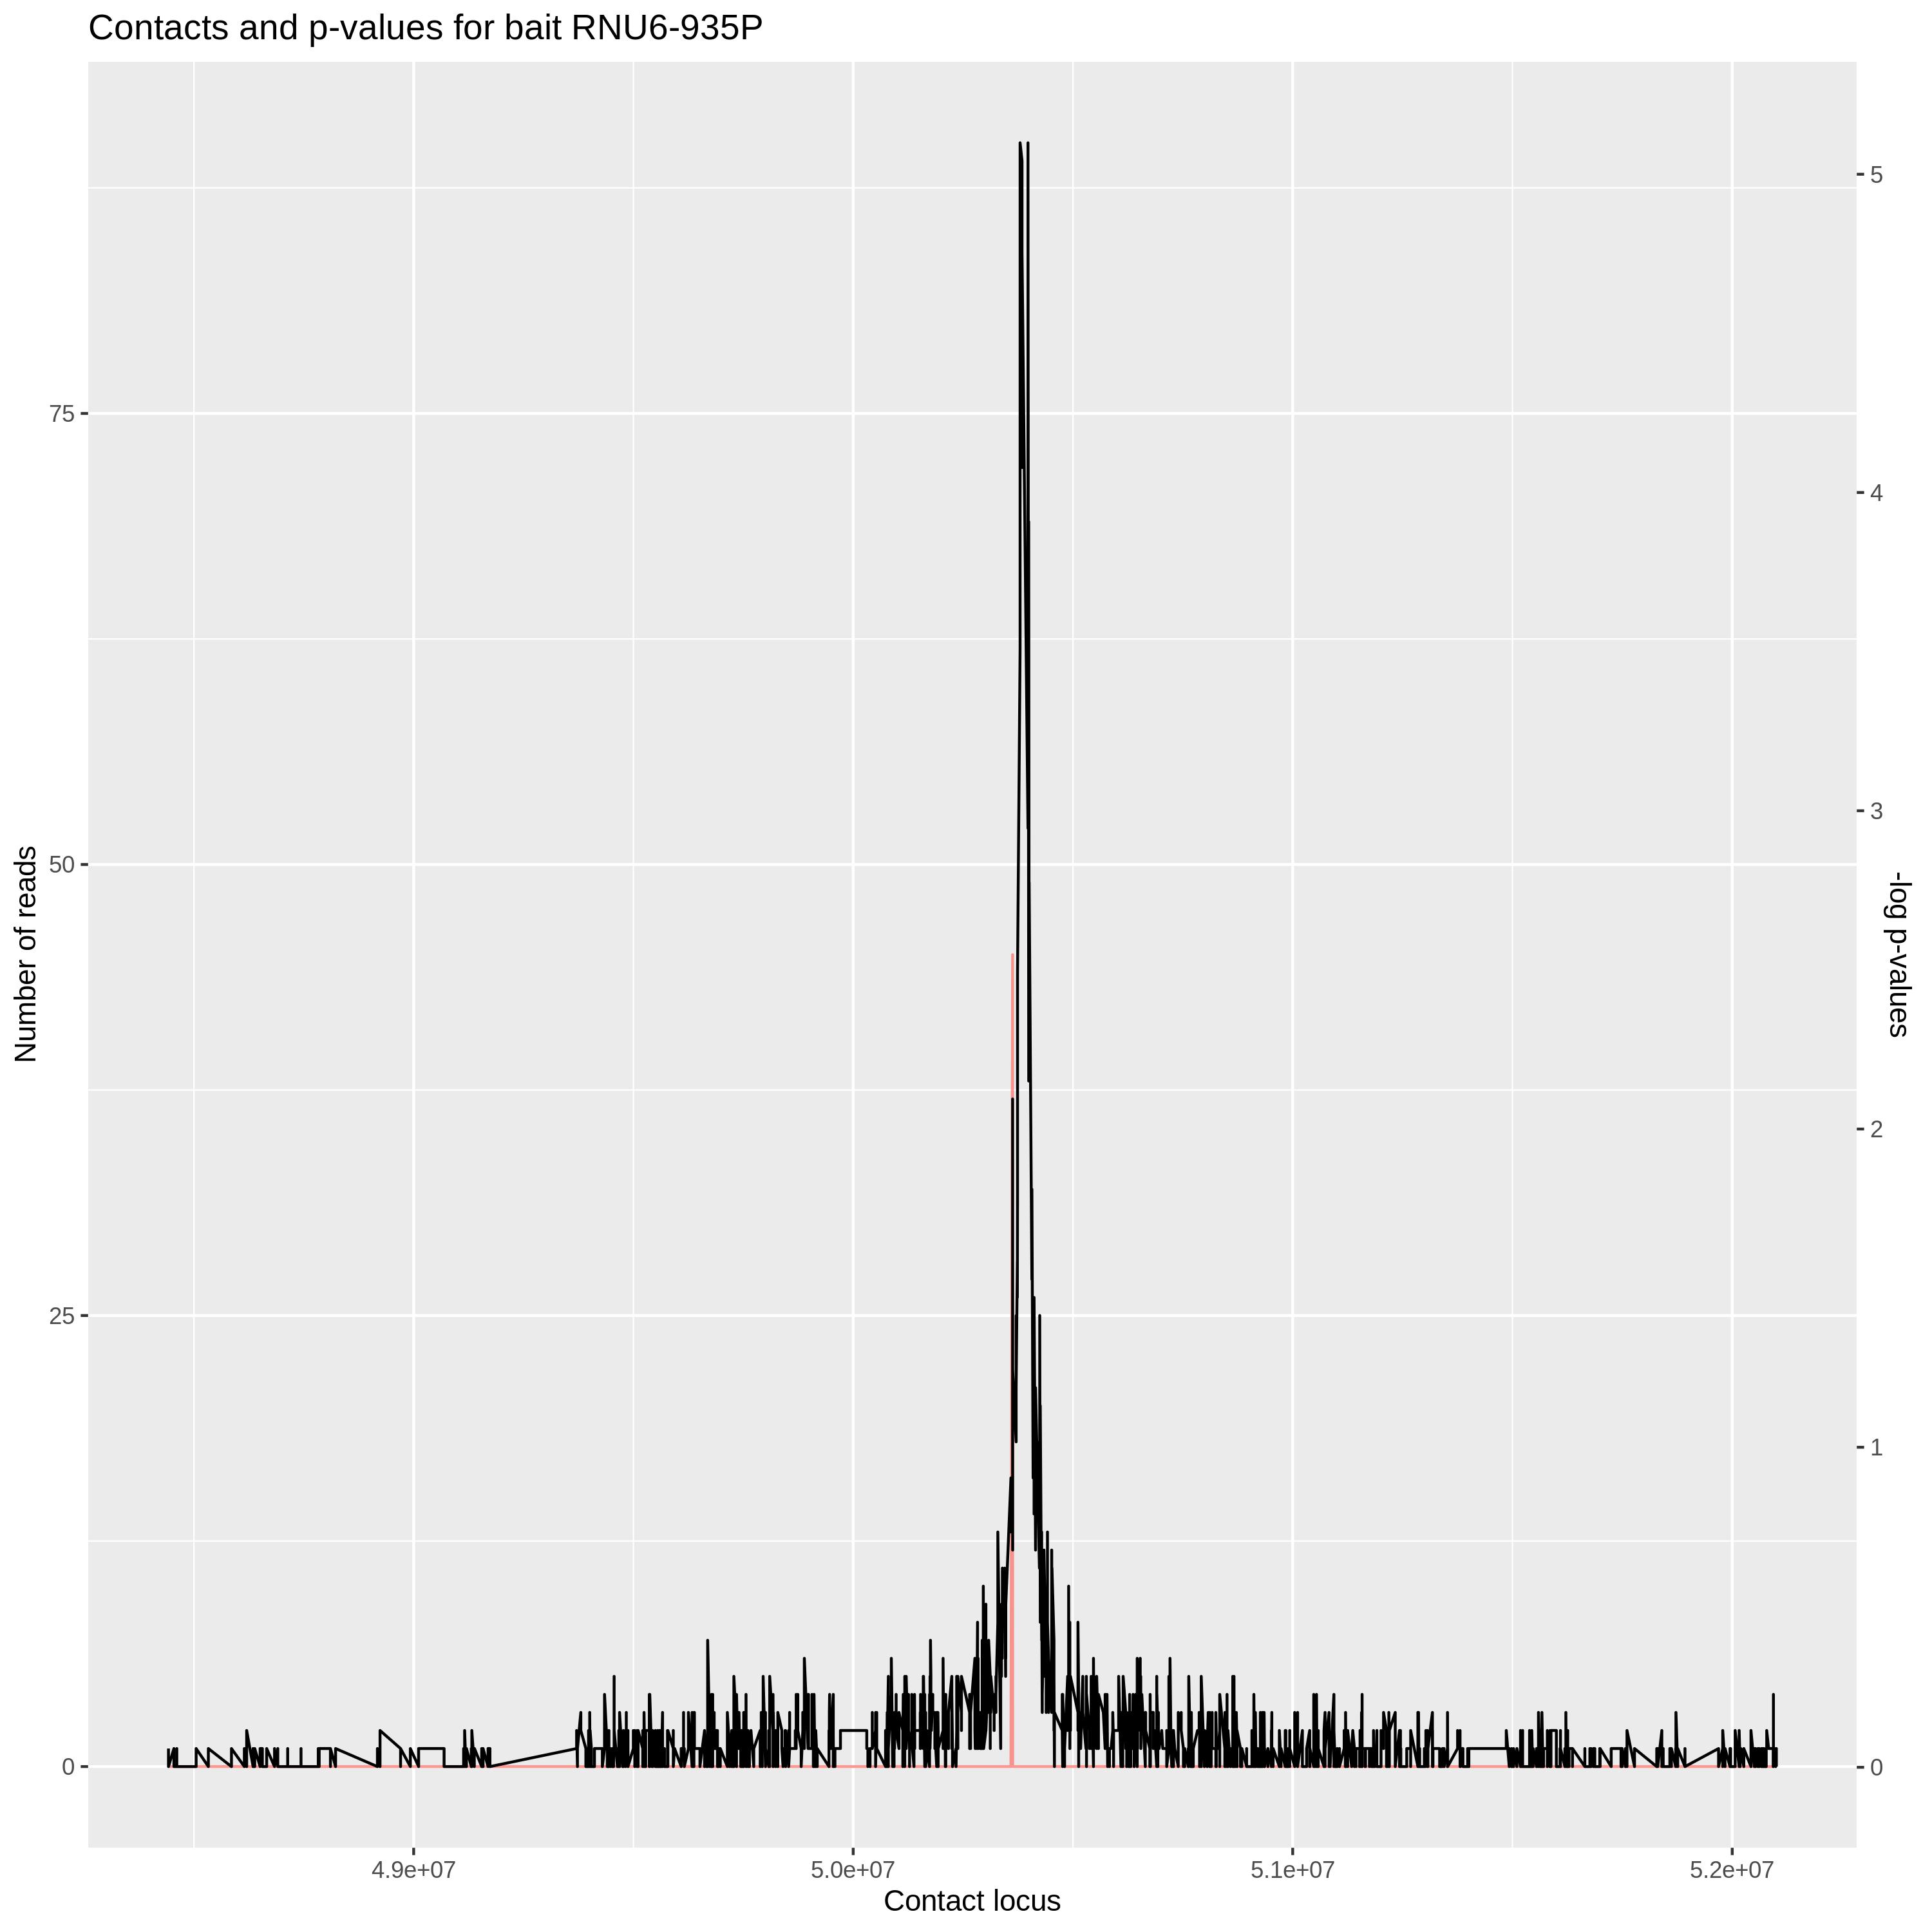 Contacts and p-values for bait RNU6-935P
Number of reads
75
50
25
0
5
4
3
2
1
0
-log p-values
4.9e+07
5.0e+07
5.1e+07
5.2e+07
Contact locus